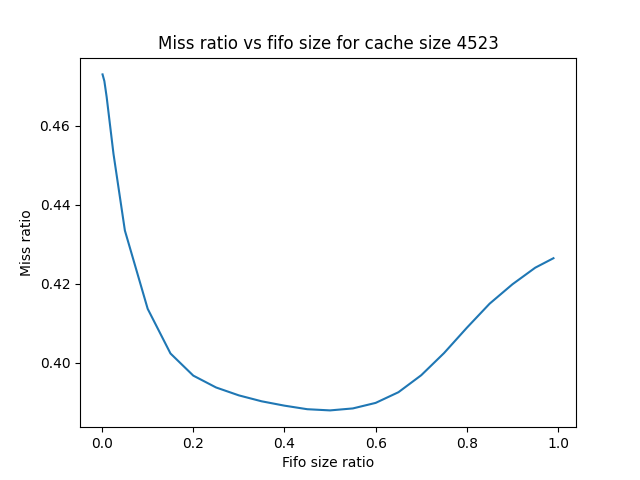 Miss ratio vs fifo size for cache size 4523
0.46
0.44
0.42
0.40
Miss ratio
0.0 0.2 0.4 0.6 0.8 1.0
Fifo size ratio